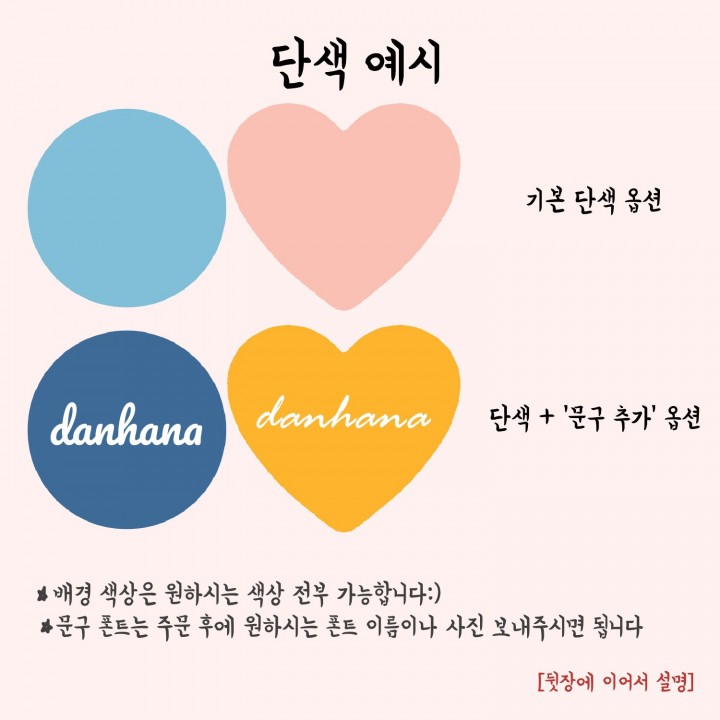 단색 예시
기본 단색 옵션
danhana
danhana
단색 + '문구 추가' 옵션
★배경 색상은 원하시는 색상 전부 가능합니다:)
★문구 폰트는 주문 후에 원하시는 폰트 이름이나 사진 보내주시면 됩니다
[뒷장에 이어서 설명]